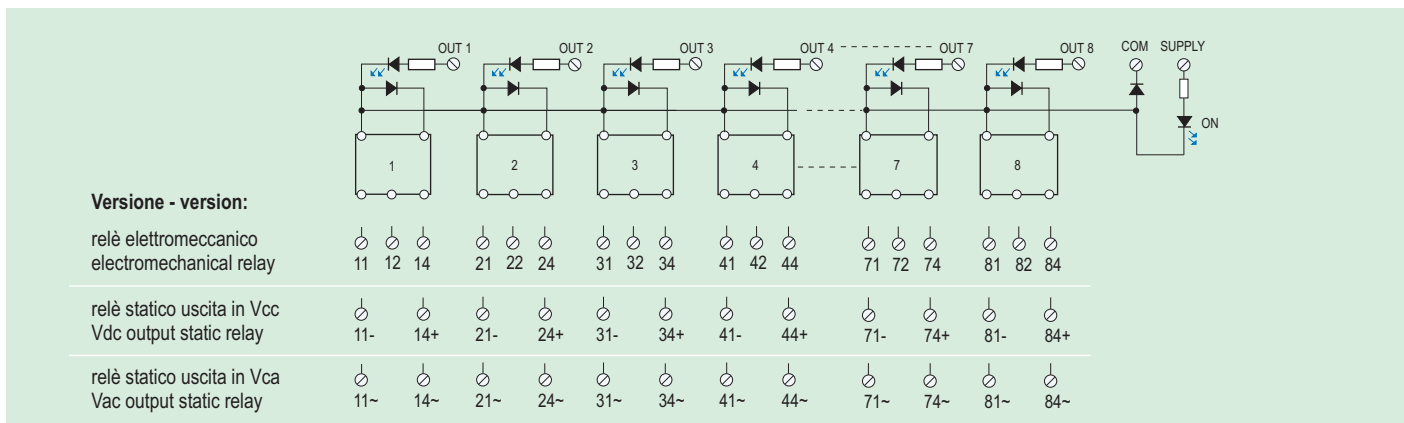 OUT 1 OUT 2 OUT 3 OUT 4 OUT 7 OUT 8 COM SUPPLY
ON
1 2 3 4 7 8
Versione - version:
relè elettromeccanico
electromechanical relay
11 12 14 21 22 24 31 32 34 41 42 44 71 72 74 81 82 84
relè statico uscita in Vcc
Vdc output static relay
11- 14+ 21- 24+ 31- 34+ 41- 44+ 71- 74+ 81- 84+
relè statico uscita in Vca
Vac output static relay
11~ 14~ 21~ 24~ 31~ 34~ 41~ 44~ 71~ 74~ 81~ 84~